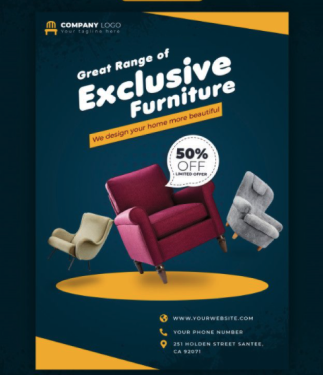 COMPANY LOGO
Your tagline here
Great Range of
Exclusive
Furniture
We design your home more beautiful
50%
OFF
LIMITED OFFER
WWW.YOURWEBSITE.COM
YOUR PHONE NUMBER
251 HOLDEN STREET SANTEE,
CA 92071